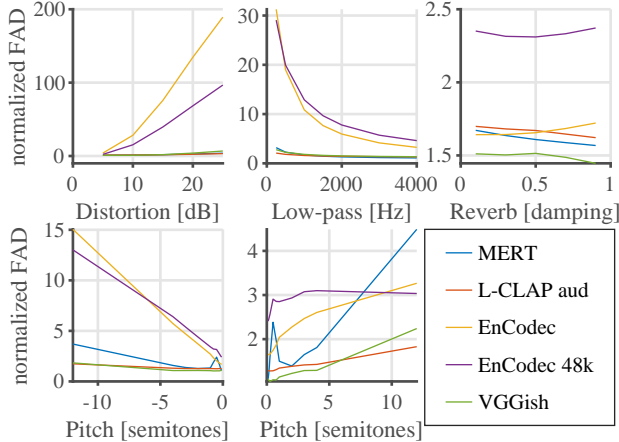 normalized FAD
200
100
0
0
10
20
Distortion [dB]
30
20
10
0
0
2000
4000
Low-pass [Hz]
2.5
2
1.5
0
0.5
1
Reverb [damping]
normalized FAD
15
10
5
0
-10
-5
0
Pitch [semitones]
4
3
2
1
0
5
10
Pitch [semitones]
MERT
L-CLAP aud
EnCodec
EnCodec 48k
VGGish